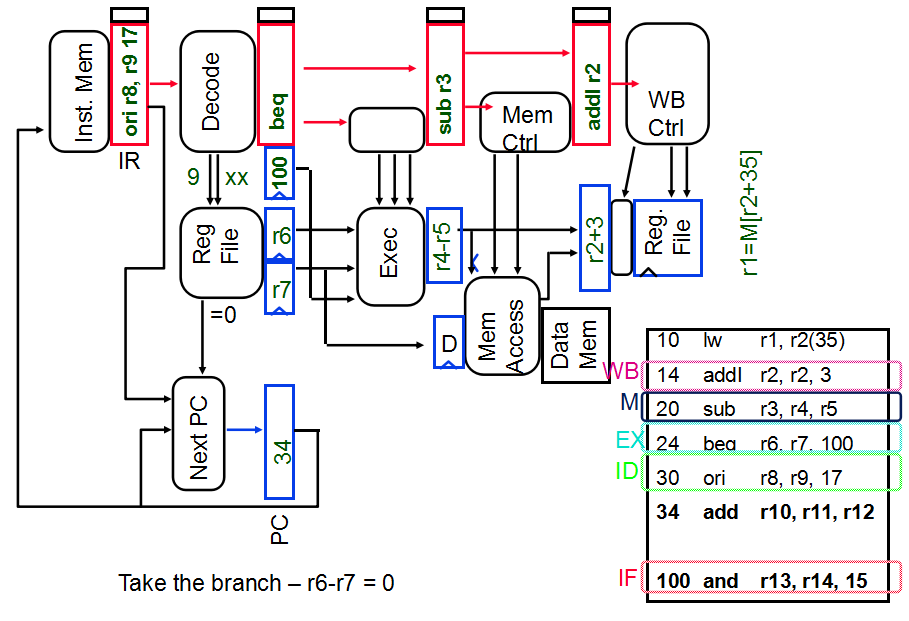 Inst. Mem
ori r8, r9 17
IR
Decode
beq
100
9
xx
Reg
File
r6
r7
=0
Next PC
34
PC
Exec
sub r3
r4-r5
Mem
Ctrl
D
Mem
Access
Data
Mem
addI r2
r2+3
WB
Ctrl
Reg.
File
r1=M[r2+35]
10 lw r1, r2(35)
WB 14 addI r2, r2, 3
M 20 sub r3, r4, r5
EX 24 beq r6, r7, 100
ID 30 ori r8, r9, 17
34 add r10, r11, r12
IF 100 and r13, r14, 15
Take the branch – r6-r7 = 0